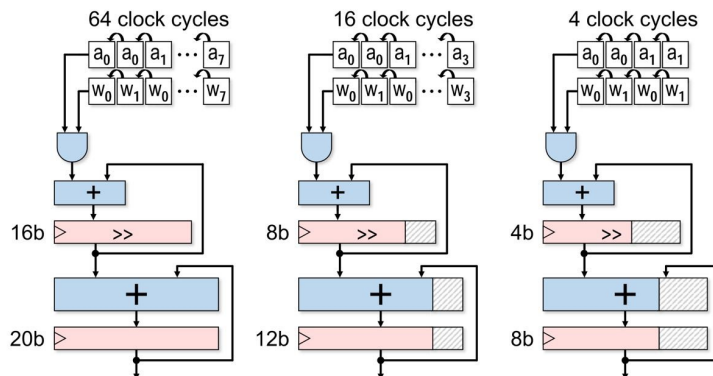 64 clock cycles
a0 a0 a1 ... a7
w0 w1 w0 ... w7
+
16b >>
+
20b
16 clock cycles
a0 a0 a1 ... a3
w0 w1 w0 ... w3
+
8b >>
+
12b
4 clock cycles
a0 a0 a1 a1
w0 w1 w0 w1
+
4b >>
+
8b